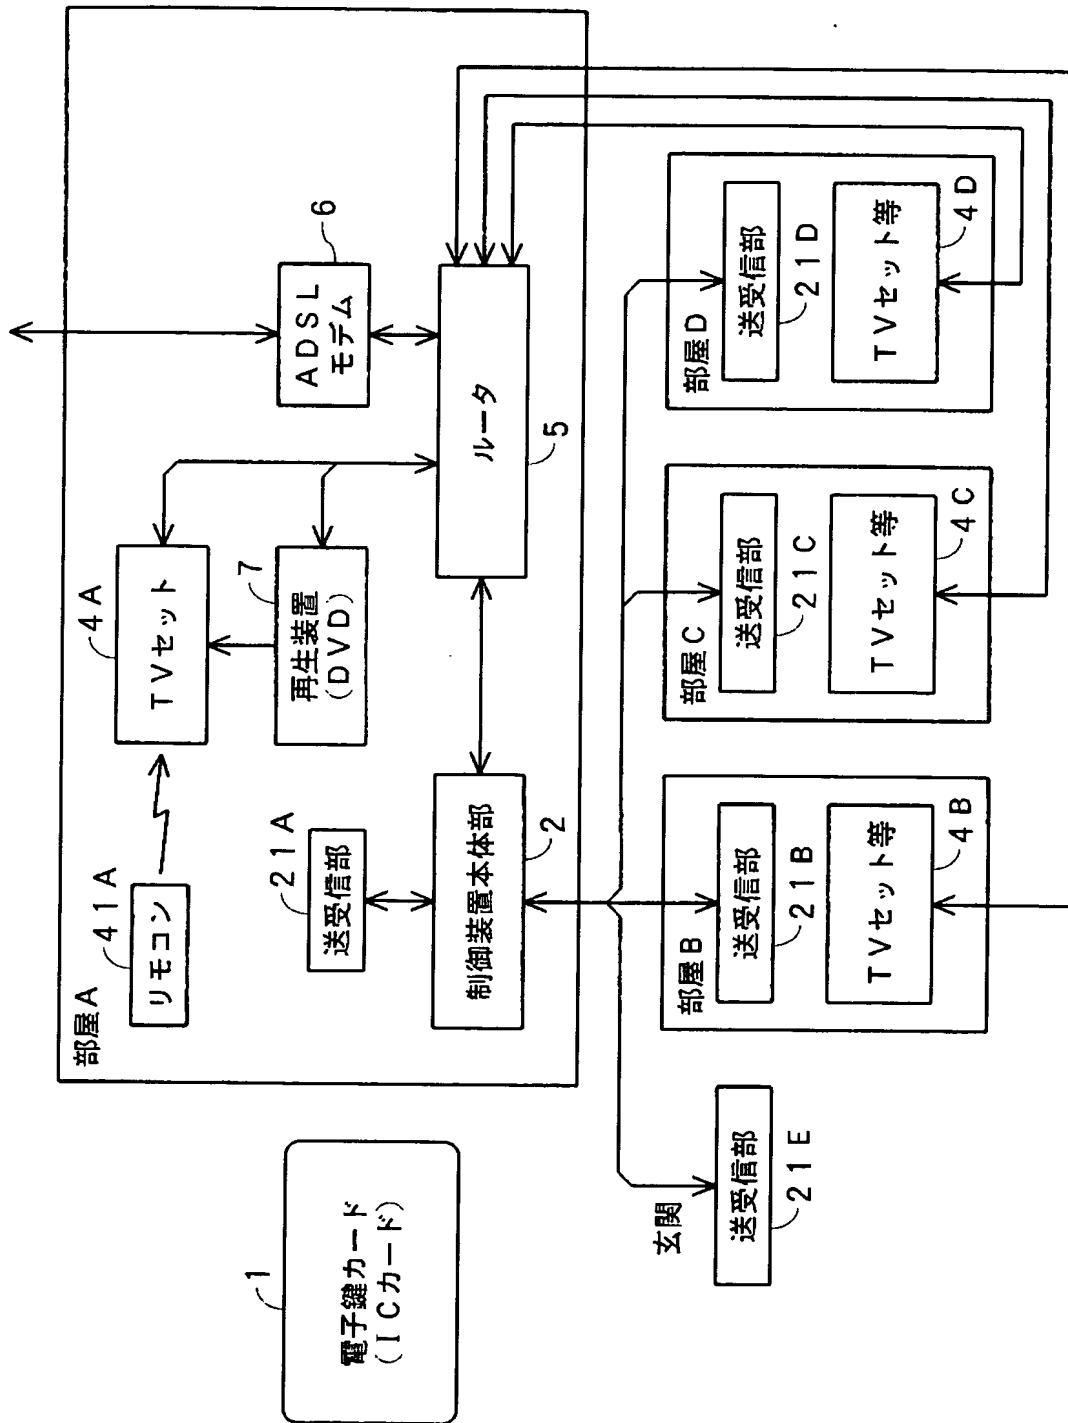 部屋A
リモコン
41A
TVセット
4A
再生装置
(DVD)
7
ADSL
モデム
6
送受信部
21A
制御装置本体部
2
ルータ
5
電子鍵カード
(ICカード)
1
玄関
送受信部
21E
部屋B
送受信部
21B
TVセット等
4B
部屋C
送受信部
21C
TVセット等
4C
部屋D
送受信部
21D
TVセット等
4D